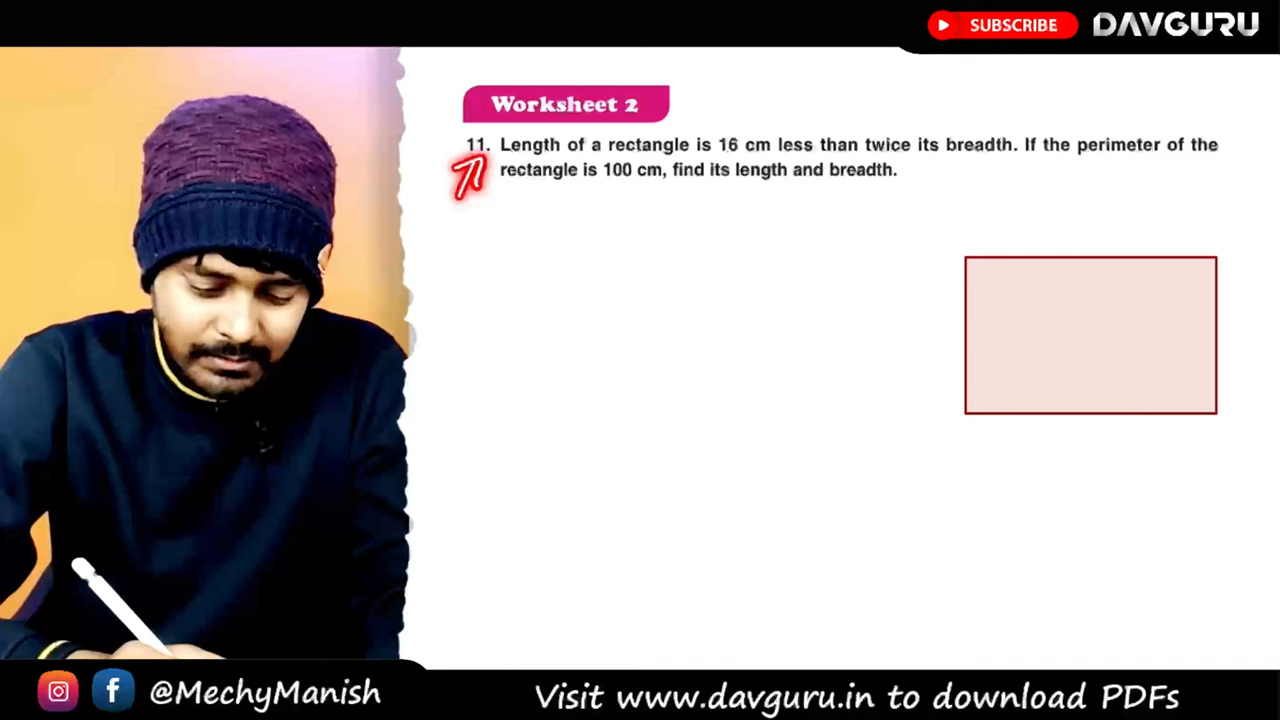 SUBSCRIBE DAVGURU
Worksheet 2
11. Length of a rectangle is 16 cm less than twice its breadth. If the perimeter of the
rectangle is 100 cm, find its length and breadth.
@MechyManish
Visit www.davguru.in to download PDFs